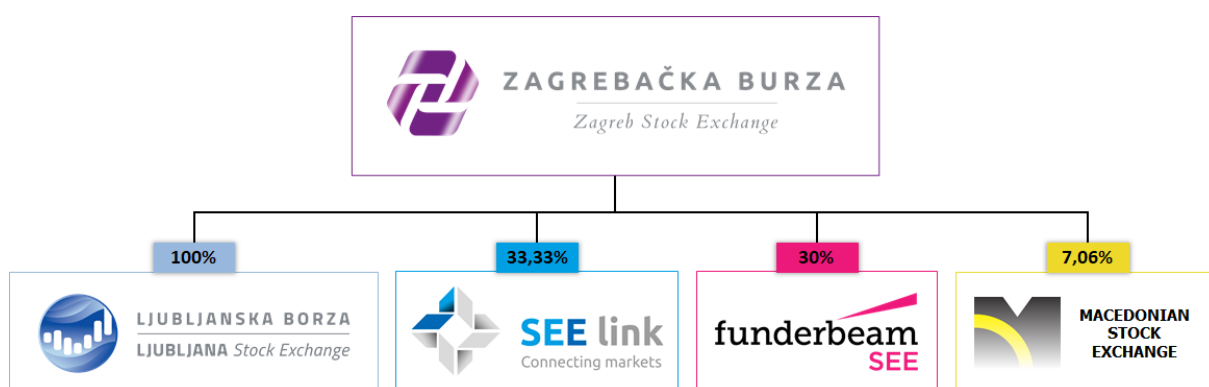 ZAGREBAČKA BURZA
Zagreb Stock Exchange
100%
33,33%
30%
7,06%
LJUBLJANSKA BORZA
LJUBLJANA Stock Exchange
SEE link
Connecting markets
funderbeam
SEE
MACEDONIAN
STOCK
EXCHANGE